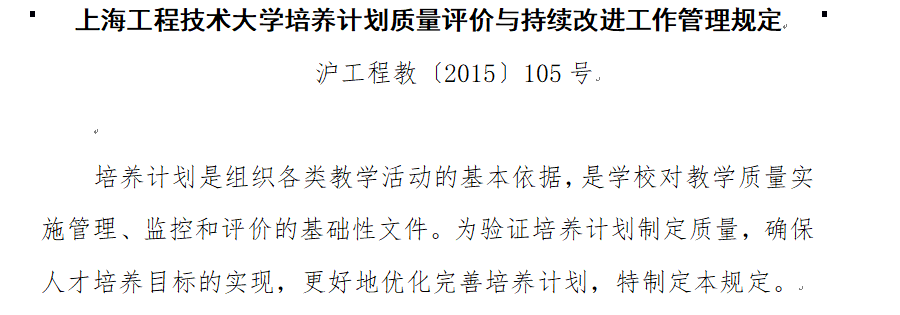 上海工程技术大学培养计划质量评价与持续改进工作管理规定
沪工程教〔2015〕105 号
培养计划是组织各类教学活动的基本依据，是学校对教学质量实
施管理、监控和评价的基础性文件。为验证培养计划制定质量，确保
人才培养目标的实现，更好地优化完善培养计划，特制定本规定。